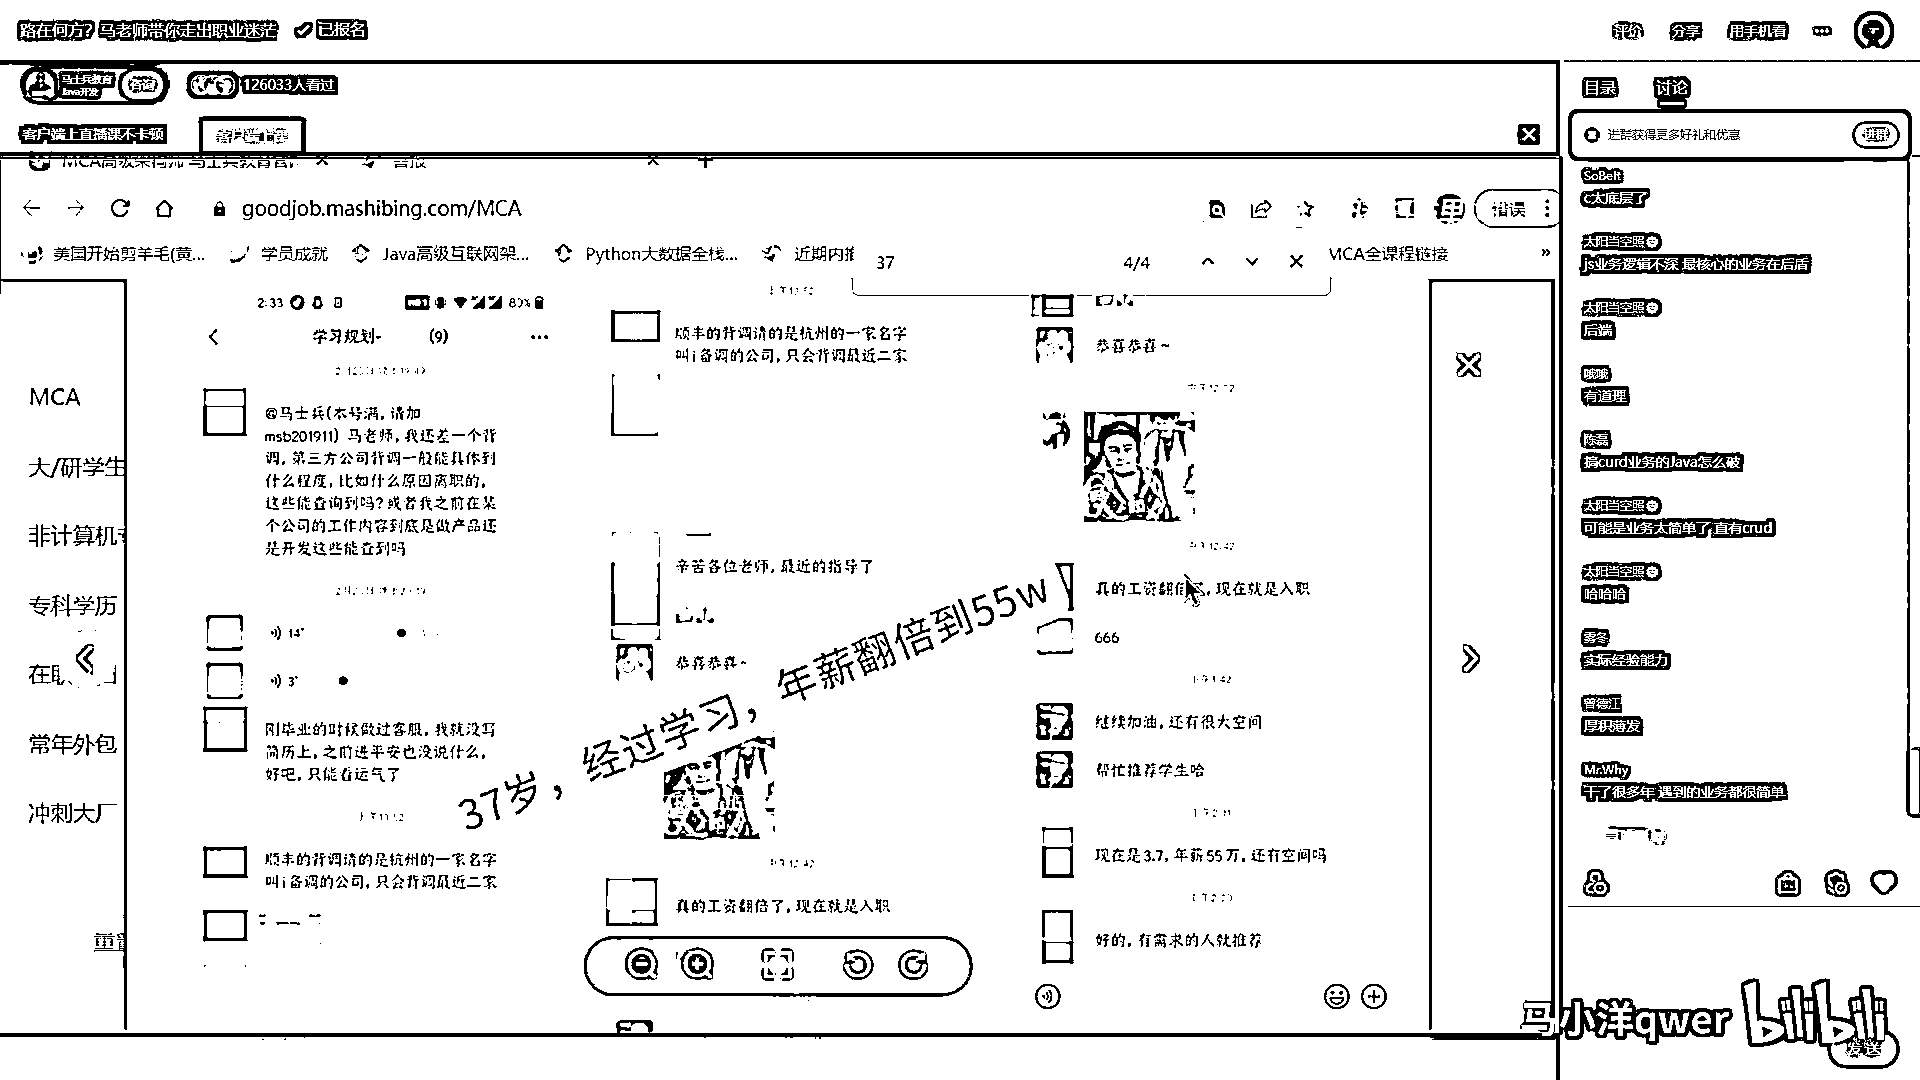 路在何方？马老师带你走出职业迷茫 已报名
评价 分享 用手机看
马士兵教育
Java开发
咨询
126033人看过
客户端上直播课不卡顿
MCA高级架构师 马士兵教育官
goodjob.mashibing.com/MCA
错误
美国开始剪羊毛(黄...
学员成就
Java高级互联网架...
Python大数据全栈...
近期内推
37
4/4
MCA全课程链接
MCA
大/研学生
非计算机专
专科学历
常年外包
冲刺大厂
2:33
80%
学习规划-
(9)
@马士兵(本号满，请加
msb201911) 马老师，我还差一个背
调，第三方公司背调一般能具体到
什么程度，比如什么原因离职的，
这些能查询到吗？或者我之前在某
个公司的工作内容到底是做产品还
是开发这些能查到吗
14"
3"
刚毕业的时候做过客服，我就没写
简历上，之前进平安也没说什么，
好吧，只能看运气了
顺丰的背调请的是杭州的一家名字
叫i备调的公司，只会背调最近二家
顺丰的背调请的是杭州的一家名字
叫i备调的公司，只会背调最近二家
辛苦各位老师，最近的指导了
恭喜恭喜~
真的工资翻倍了，现在就是入职
恭喜恭喜~
真的工资翻倍了，现在就是入职
666
继续加油，还有很大空间
帮忙推荐学生哈
现在是3.7，年薪55万，还有空间吗
好的，有需求的人就推荐
37岁，经过学习，年薪翻倍到55w
目录 讨论
进群获得更多好礼和优惠
进群
SoBelt
c太底层了
太阳当空照
js业务逻辑不深 最核心的业务在后盾
太阳当空照
后端
哦哦
有道理
陈磊
搞curd业务的Java怎么破
太阳当空照
可能是业务太简单了 直有crud
太阳当空照
哈哈哈
雾冬
实际经验能力
曾德江
厚积薄发
Mr.Why
干了很多年 遇到的业务都很简单
发送
马小洋qwer
bilibili